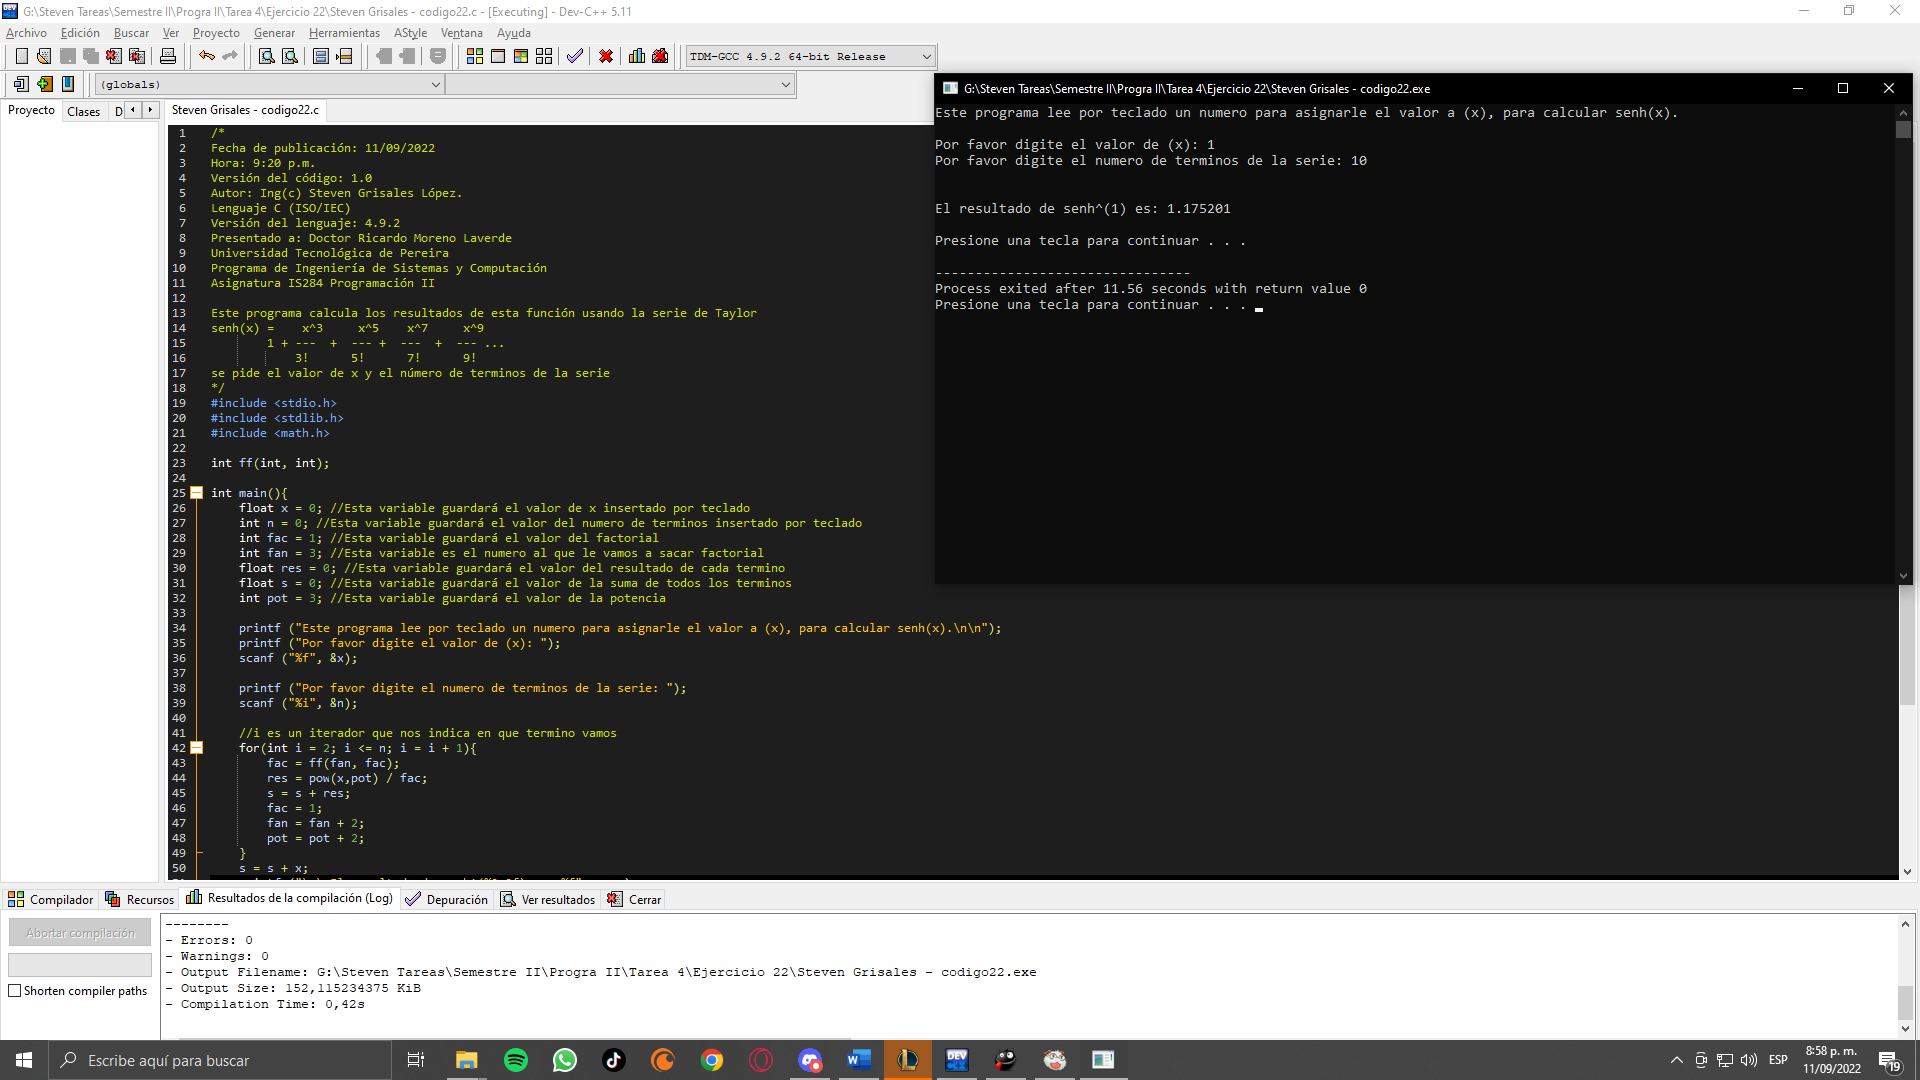 G:\Steven Tareas\Semestre II\Progra II\Tarea 4\Ejercicio 22\Steven Grisales - codigo22.c - [Executing] - Dev-C++ 5.11
Archivo Edición Buscar Ver Proyecto Generar Herramientas AStyle Ventana Ayuda
TDM-GCC 4.9.2 64-bit Release
(globals)
Proyecto Clases D
Steven Grisales - codigo22.c
1 /*
2 Fecha de publicación: 11/09/2022
3 Hora: 9:20 p.m.
4 Versión del código: 1.0
5 Autor: Ing(c) Steven Grisales López.
6 Lenguaje C (ISO/IEC)
7 Versión del lenguaje: 4.9.2
8 Presentado a: Doctor Ricardo Moreno Laverde
9 Universidad Tecnológica de Pereira
10 Programa de Ingeniería de Sistemas y Computación
11 Asignatura IS284 Programación II
12
13 Este programa calcula los resultados de esta función usando la serie de Taylor
14 senh(x) =    x^3     x^5    x^7     x^9
15         1 + ---  +  --- +  ---  +  --- ...
16             3!      5!      7!      9!
17 se pide el valor de x y el número de terminos de la serie
18 */
19 #include <stdio.h>
20 #include <stdlib.h>
21 #include <math.h>
22
23 int ff(int, int);
24
25 int main(){
26 float x = 0; //Esta variable guardará el valor de x insertado por teclado
27 int n = 0; //Esta variable guardará el valor del numero de terminos insertado por teclado
28 int fac = 1; //Esta variable guardará el valor del factorial
29 int fan = 3; //Esta variable es el numero al que le vamos a sacar factorial
30 float res = 0; //Esta variable guardará el valor del resultado de cada termino
31 float s = 0; //Esta variable guardará el valor de la suma de todos los terminos
32 int pot = 3; //Esta variable guardará el valor de la potencia
33
34 printf ("Este programa lee por teclado un numero para asignarle el valor a (x), para calcular senh(x).\n\n");
35 printf ("Por favor digite el valor de (x): ");
36 scanf ("%f", &x);
37
38 printf ("Por favor digite el numero de terminos de la serie: ");
39 scanf ("%i", &n);
40
41 //i es un iterador que nos indica en que termino vamos
42 for(int i = 2; i <= n; i = i + 1){
43 fac = ff(fan, fac);
44 res = pow(x,pot) / fac;
45 s = s + res;
46 fac = 1;
47 fan = fan + 2;
48 pot = pot + 2;
49 }
50 s = s + x;
G:\Steven Tareas\Semestre II\Progra II\Tarea 4\Ejercicio 22\Steven Grisales - codigo22.exe
Este programa lee por teclado un numero para asignarle el valor a (x), para calcular senh(x).
Por favor digite el valor de (x): 1
Por favor digite el numero de terminos de la serie: 10
El resultado de senh^(1) es: 1.175201
Presione una tecla para continuar . . .
--------------------------------
Process exited after 11.56 seconds with return value 0
Presione una tecla para continuar . . .
Compilador Recursos Resultados de la compilación (Log) Depuración Ver resultados Cerrar
Abortar compilación
Shorten compiler paths
--------
- Errors: 0
- Warnings: 0
- Output Filename: G:\Steven Tareas\Semestre II\Progra II\Tarea 4\Ejercicio 22\Steven Grisales - codigo22.exe
- Output Size: 152,115234375 KiB
- Compilation Time: 0,42s
Escribe aquí para buscar
ESP
8:58 p. m.
11/09/2022
19